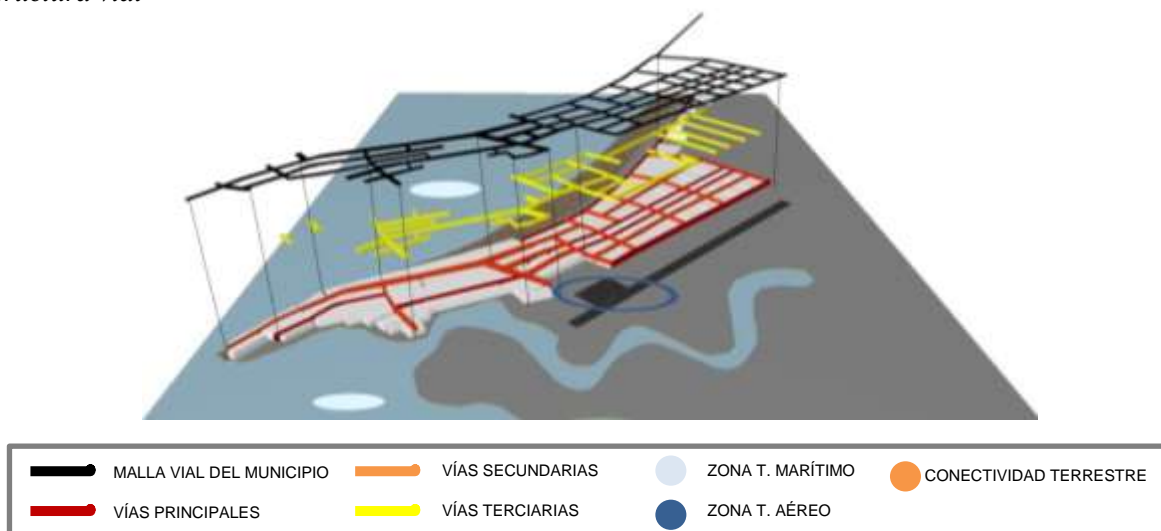 MALLA VIAL DEL MUNICIPIO
VÍAS SECUNDARIAS
ZONA T. MARÍTIMO
CONECTIVIDAD TERRESTRE
VÍAS PRINCIPALES
VÍAS TERCIARIAS
ZONA T. AÉREO